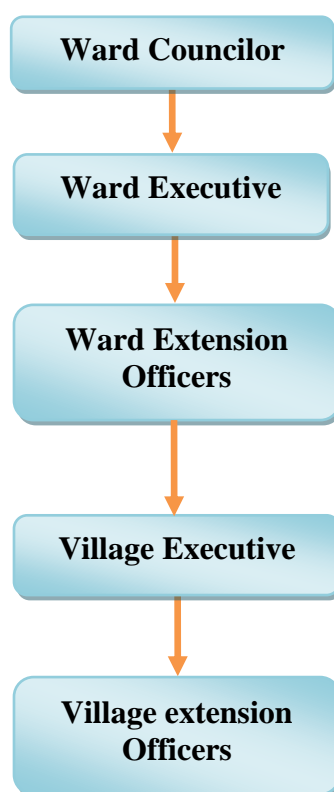 Ward Councilor
Ward Executive
Ward Extension
Officers
Village Executive
Village extension
Officers